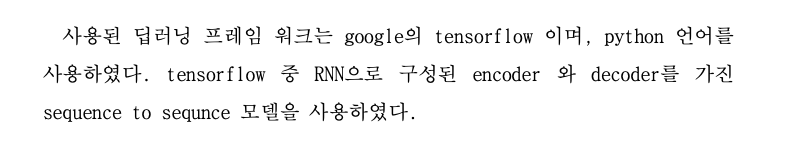 사용된 딥러닝 프레임 워크는 google의 tensorflow 이며, python 언어를
사용하였다. tensorflow 중 RNN으로 구성된 encoder 와 decoder를 가진
sequence to sequnce 모델을 사용하였다.